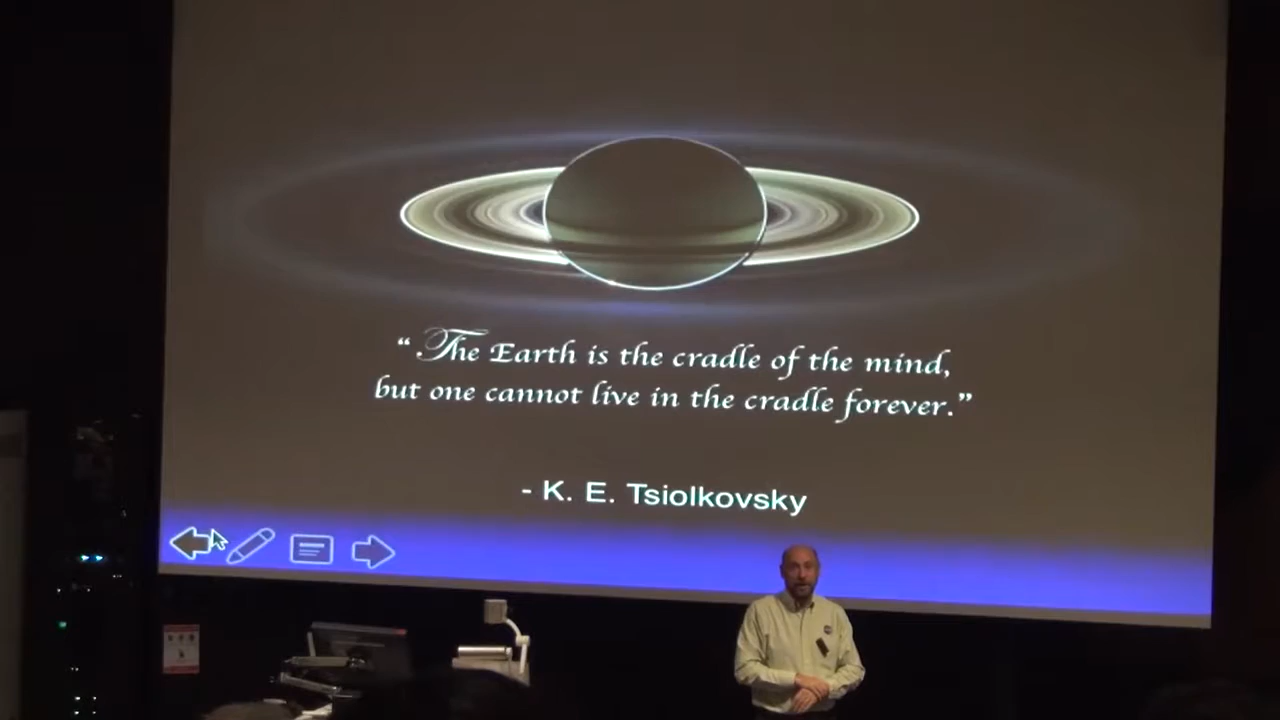 “ The Earth is the cradle of the mind,
but one cannot live in the cradle forever.”
- K. E. Tsiolkovsky